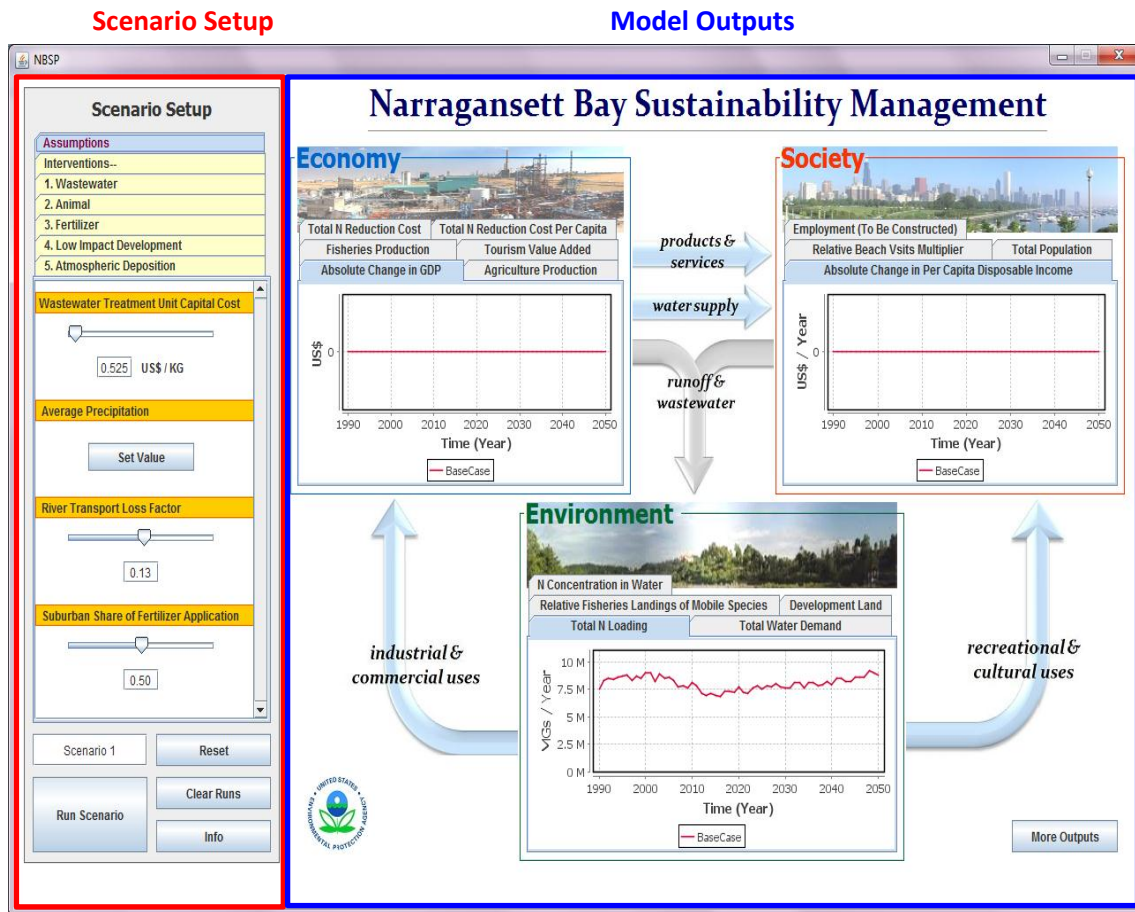 Scenario Setup
Model Outputs
NBSP
Scenario Setup
Assumptions
Interventions--
1. Wastewater
2. Animal
3. Fertilizer
4. Low Impact Development
5. Atmospheric Deposition
Wastewater Treatment Unit Capital Cost
0.525 US$ / KG
Average Precipitation
Set Value
River Transport Loss Factor
0.13
Suburban Share of Fertilizer Application
0.50
Scenario 1
Reset
Run Scenario
Clear Runs
Info
Narragansett Bay Sustainability Management
Economy
Total N Reduction Cost
Total N Reduction Cost Per Capita
Fisheries Production
Tourism Value Added
Absolute Change in GDP
Agriculture Production
US$
0
1990 2000 2010 2020 2030 2040 2050
Time (Year)
BaseCase
products &
services
water supply
runoff &
wastewater
Society
Employment (To Be Constructed)
Relative Beach Vsits Multiplier
Total Population
Absolute Change in Per Capita Disposable Income
US$ / Year
0
1990 2000 2010 2020 2030 2040 2050
Time (Year)
BaseCase
Environment
N Concentration in Water
Relative Fisheries Landings of Mobile Species
Development Land
Total N Loading
Total Water Demand
MGs / Year
10 M
7.5 M
5 M
2.5 M
0 M
1990 2000 2010 2020 2030 2040 2050
Time (Year)
BaseCase
industrial &
commercial uses
recreational &
cultural uses
UNITED STATES
ENVIRONMENTAL PROTECTION AGENCY
More Outputs